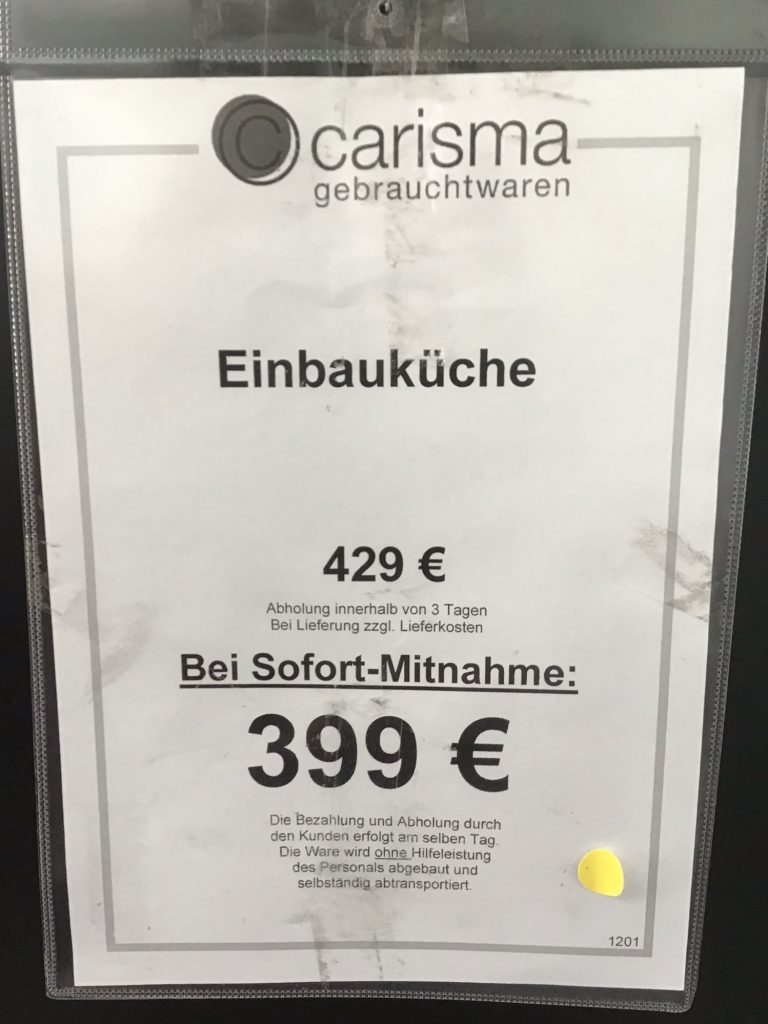 C carisma
gebrauchtwaren
Einbauküche
429 €
Abholung innerhalb von 3 Tagen
Bei Lieferung zzgl. Lieferkosten
Bei Sofort-Mitnahme:
399 €
Die Bezahlung und Abholung durch
den Kunden erfolgt am selben Tag.
Die Ware wird ohne Hilfeleistung
des Personals abgebaut und
selbständig abtransportiert.
1201